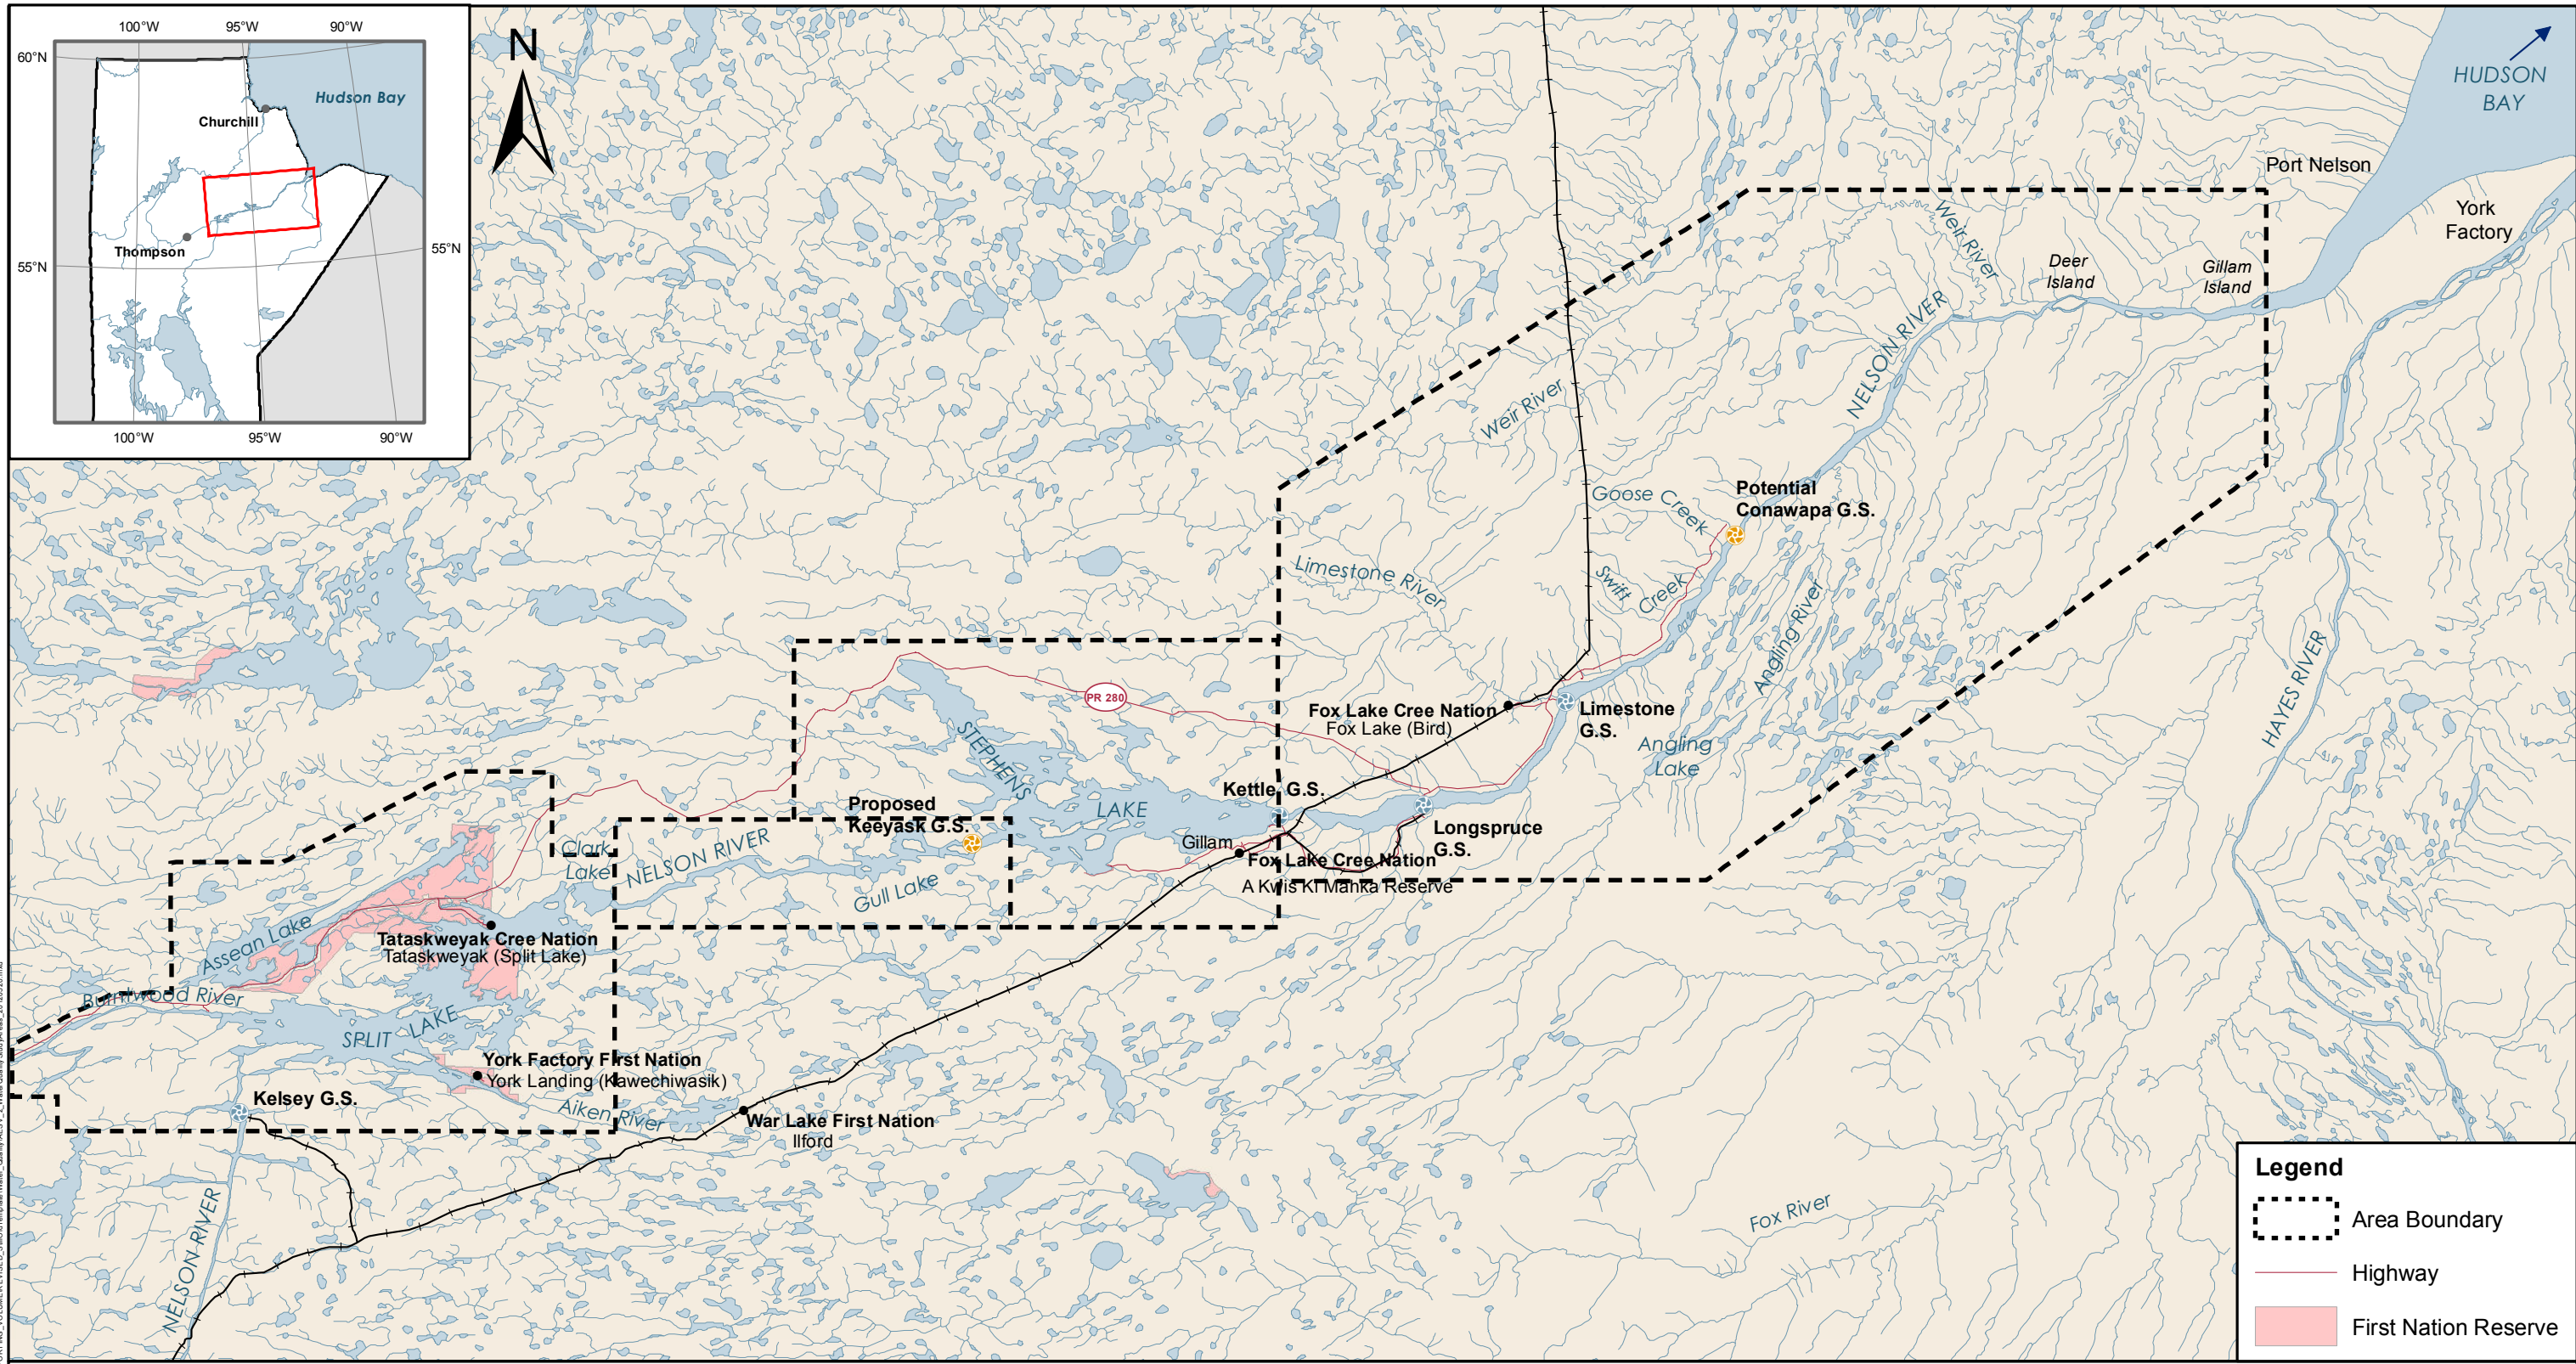 100°W
95°W
90°W
60°N
Hudson Bay
Churchill
Thompson
55°N
55°N
100°W
95°W
90°W
N
HUDSON
BAY
Port Nelson
York
Factory
Weir River
Deer
Island
Gillam
Island
NELSON RIVER
Weir River
Potential
Conawapa G.S.
Goose Creek
Limestone River
Swift
Creek
Angling River
HAYES RIVER
PR 280
Fox Lake Cree Nation
Fox Lake (Bird)
Limestone
G.S.
Angling
Lake
STEPHENS
LAKE
Kettle G.S.
Proposed
Keeyask G.S.
Longspruce
G.S.
Gillam
Fox Lake Cree Nation
A Kwis Ki Mahka Reserve
Clark
Lake
NELSON RIVER
Gull Lake
Assean Lake
Tataskweyak Cree Nation
Tataskweyak (Split Lake)
Burntwood River
SPLIT LAKE
York Factory First Nation
York Landing (Kawechiwasik)
Kelsey G.S.
Aiken River
War Lake First Nation
Ilford
NELSON RIVER
Fox River
Legend
Area Boundary
Highway
First Nation Reserve